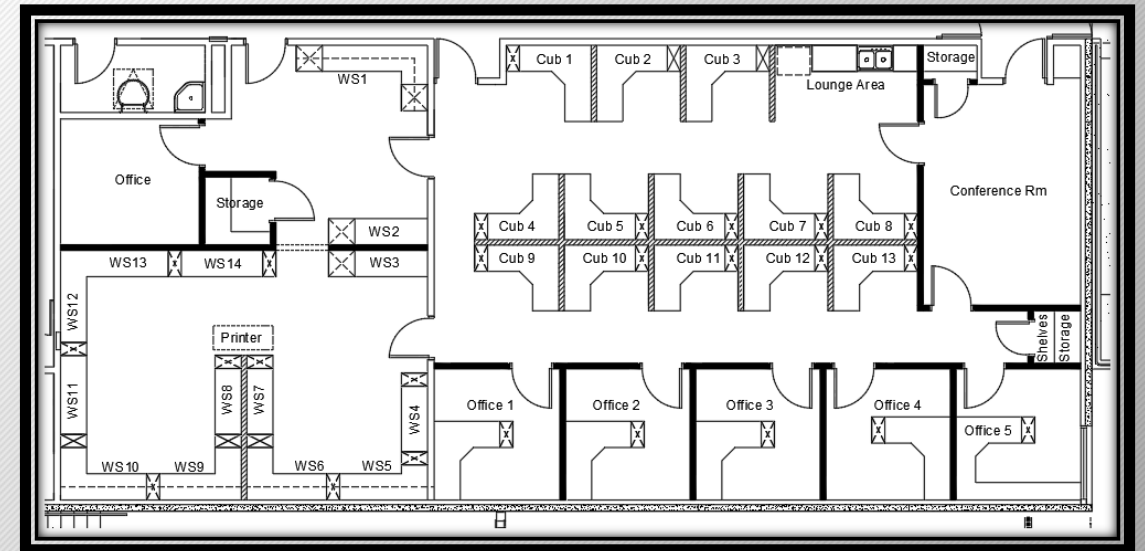 Cub 1
Cub 2
Cub 3
Storage
WS1
Lounge Area
Office
Storage
Conference Rm
WS2
Cub 4
Cub 5
Cub 6
Cub 7
Cub 8
WS13
WS14
WS3
Cub 9
Cub 10
Cub 11
Cub 12
Cub 13
WS12
Printer
Shelves
Storage
WS11
WS8
WS7
WS4
Office 1
Office 2
Office 3
Office 4
Office 5
WS10
WS9
WS6
WS5